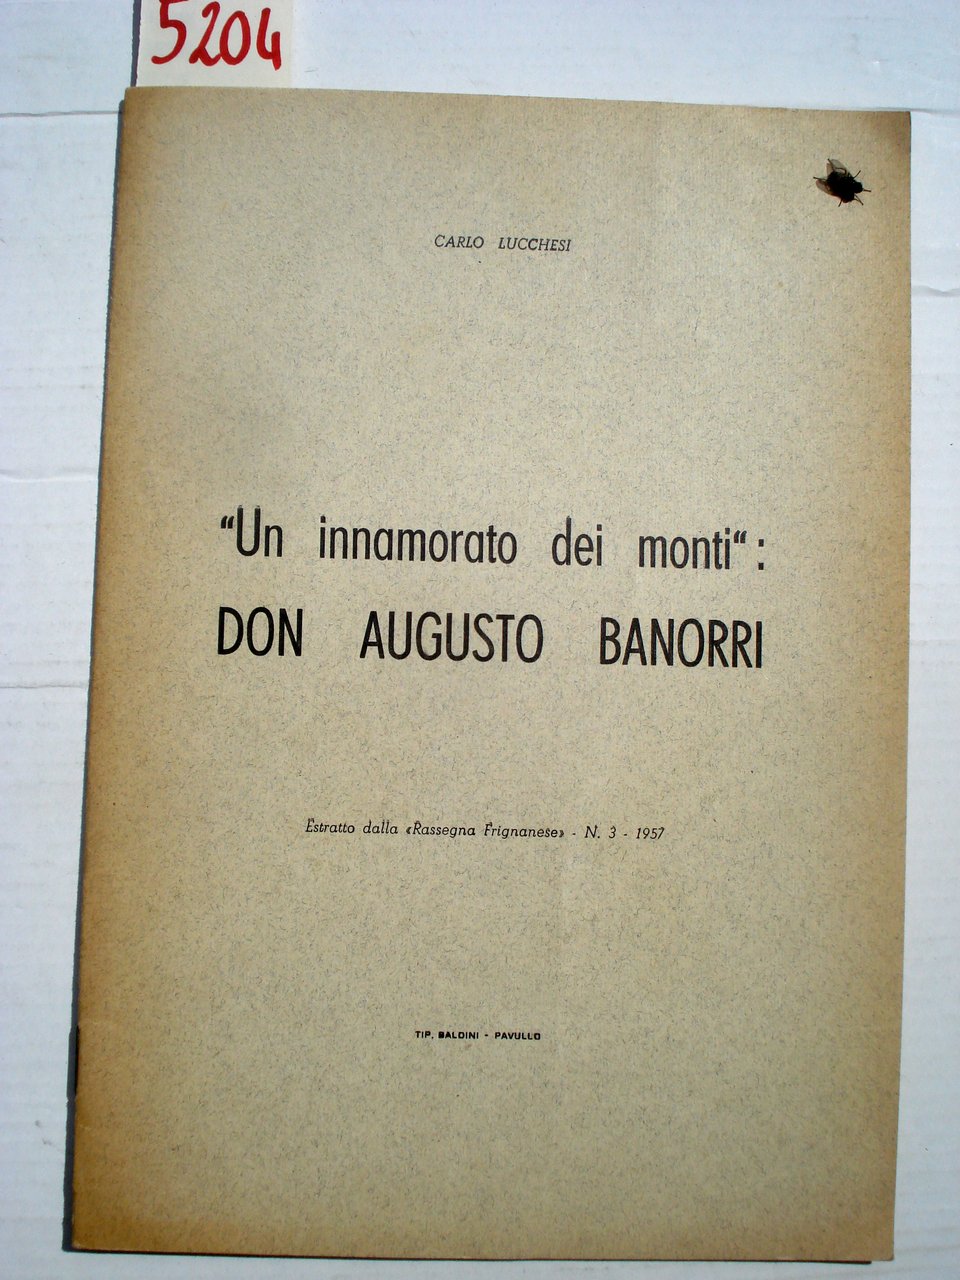 5204
CARLO LUCCHESI
“Un innamorato dei monti“ :
DON AUGUSTO BANORRI
Estratto dalla «Rassegna Frignanese» - N. 3 - 1957
TIP. BALDINI - PAVULLO